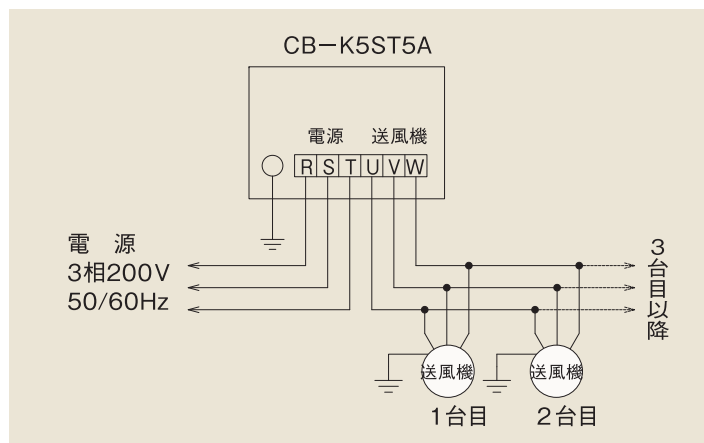 CB−K5ST5A
電源 送風機
R S T U V W
電 源
3相200V
50/60Hz
3台目以降
送風機 送風機
1台目 2台目